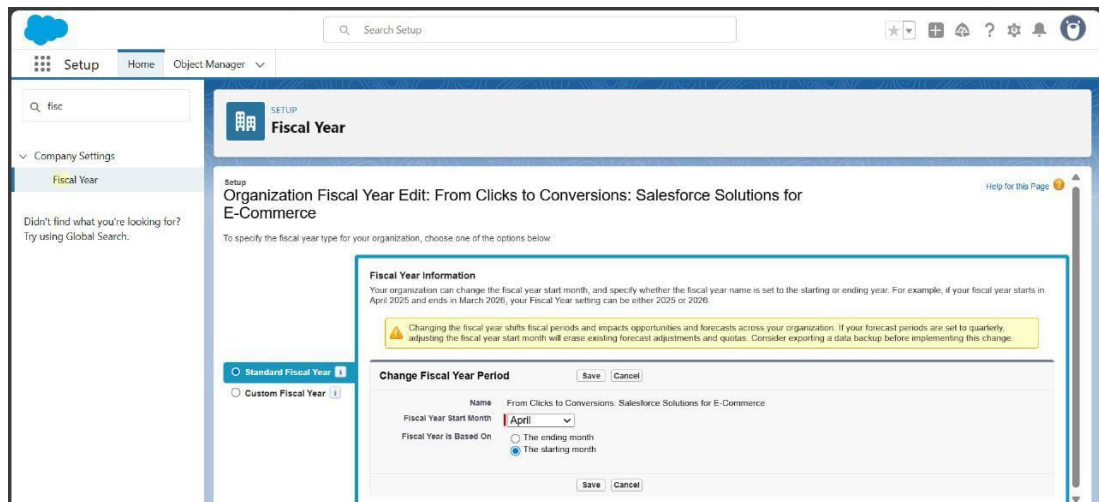 Search Setup
Setup
Home
Object Manager
fisc
Company Settings
Fiscal Year
Didn't find what you're looking for?
Try using Global Search.
SETUP
Fiscal Year
Setup
Organization Fiscal Year Edit: From Clicks to Conversions: Salesforce Solutions for
E-Commerce
Help for this Page
To specify the fiscal year type for your organization, choose one of the options below
Standard Fiscal Year
Custom Fiscal Year
Fiscal Year Information
Your organization can change the fiscal year start month, and specify whether the fiscal year name is set to the starting or ending year. For example, if your fiscal year starts in
April 2025 and ends in March 2026, your Fiscal Year setting can be either 2025 or 2026.
Changing the fiscal year shifts fiscal periods and impacts opportunities and forecasts across your organization. If your forecast periods are set to quarterly,
adjusting the fiscal year start month will erase existing forecast adjustments and quotas. Consider exporting a data backup before implementing this change.
Change Fiscal Year Period
Save Cancel
Name From Clicks to Conversions: Salesforce Solutions for E-Commerce
Fiscal Year Start Month April
Fiscal Year is Based On The ending month
The starting month
Save Cancel